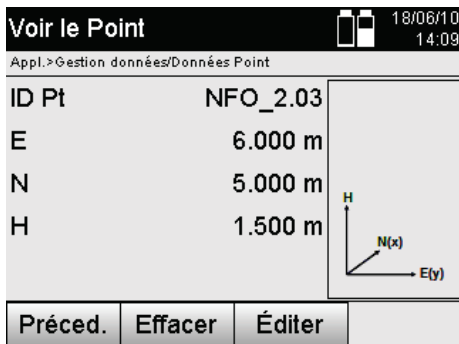 Voir le Point
18/06/10
14:09
Appl.>Gestion données/Données Point
ID Pt NFO_2.03
E 6.000 m
N 5.000 m
H 1.500 m
H
N(x)
E(y)
Précéd. Effacer Éditer